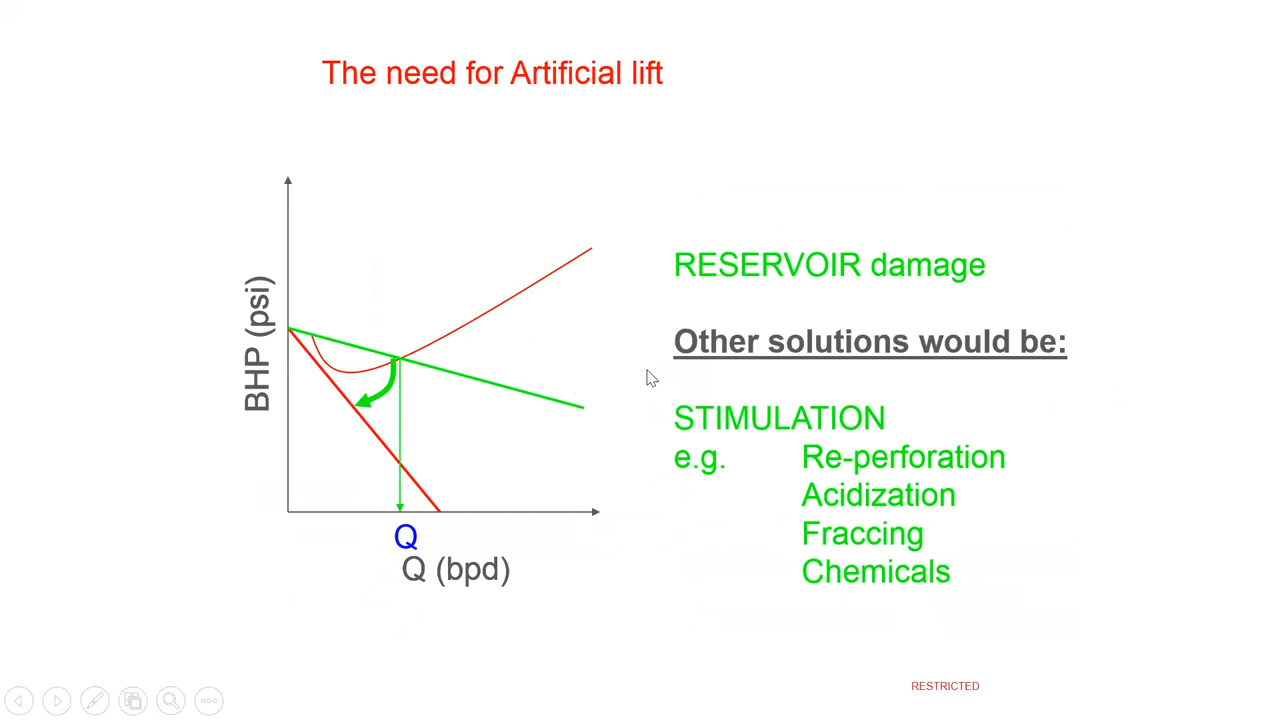 The need for Artificial lift
BHP (psi)
Q
Q (bpd)
RESERVOIR damage
Other solutions would be:
STIMULATION
e.g. Re-perforation
Acidization
Fraccing
Chemicals
RESTRICTED